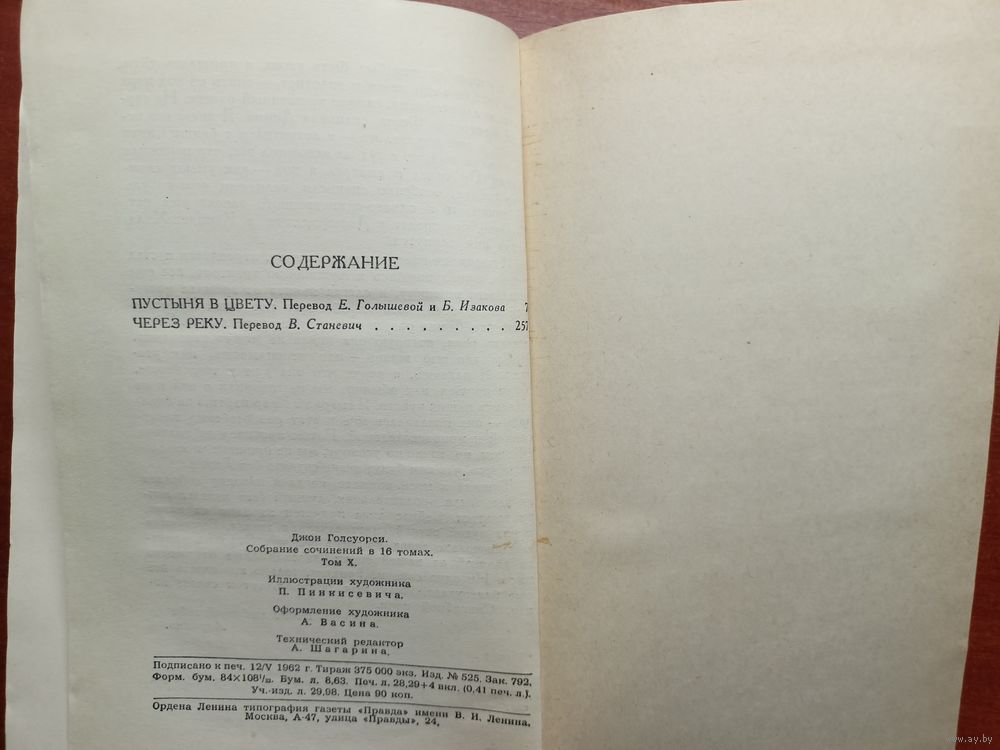 СОДЕРЖАНИЕ
ПУСТЫНЯ В ЦВЕТУ. Перевод Е. Голышевой и Б. Изакова 7
ЧЕРЕЗ РЕКУ. Перевод В. Станевич . . . . . . . . . 257
Джон Голсуорси.
Собрание сочинений в 16 томах.
Том X.
Иллюстрации художника
П. Пинкисевича.
Оформление художника
А. Васина.
Технический редактор
А. Шагарина.
Подписано к печ. 12/V 1962 г. Тираж 375 000 экз. Изд. № 525. Зак. 792.
Форм. бум. 84×108¹/₃₂. Бум. л. 8,63. Печ. л. 28,29+4 вкл. (0,41 печ. л.).
Уч.-изд. л. 29,98. Цена 90 коп.
Ордена Ленина типография газеты «Правда» имени В. И. Ленина.
Москва, А-47, улица «Правды», 24.
www.ay.by